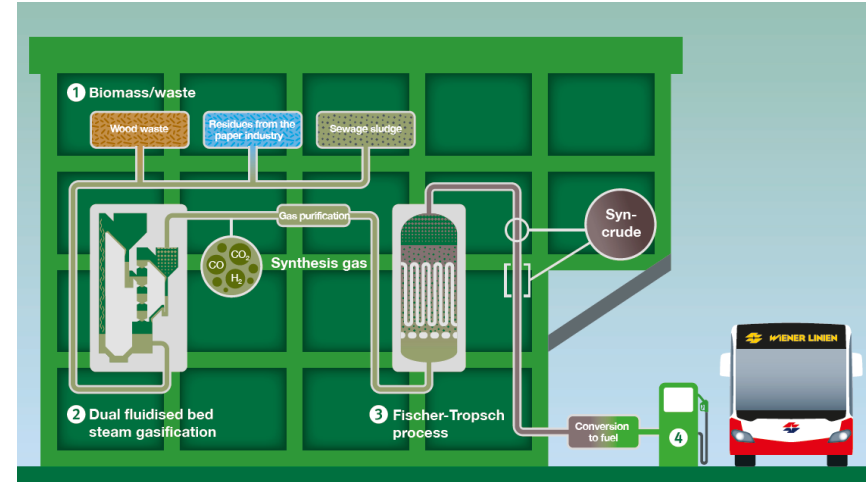 1 Biomass/waste
Wood waste
Residues from the
paper industry
Sewage sludge
Gas purification
CO
CO₂
H₂
Synthesis gas
Syn-
crude
2 Dual fluidised bed
steam gasification
3 Fischer-Tropsch
process
Conversion
to fuel
4
WIENER LINIEN